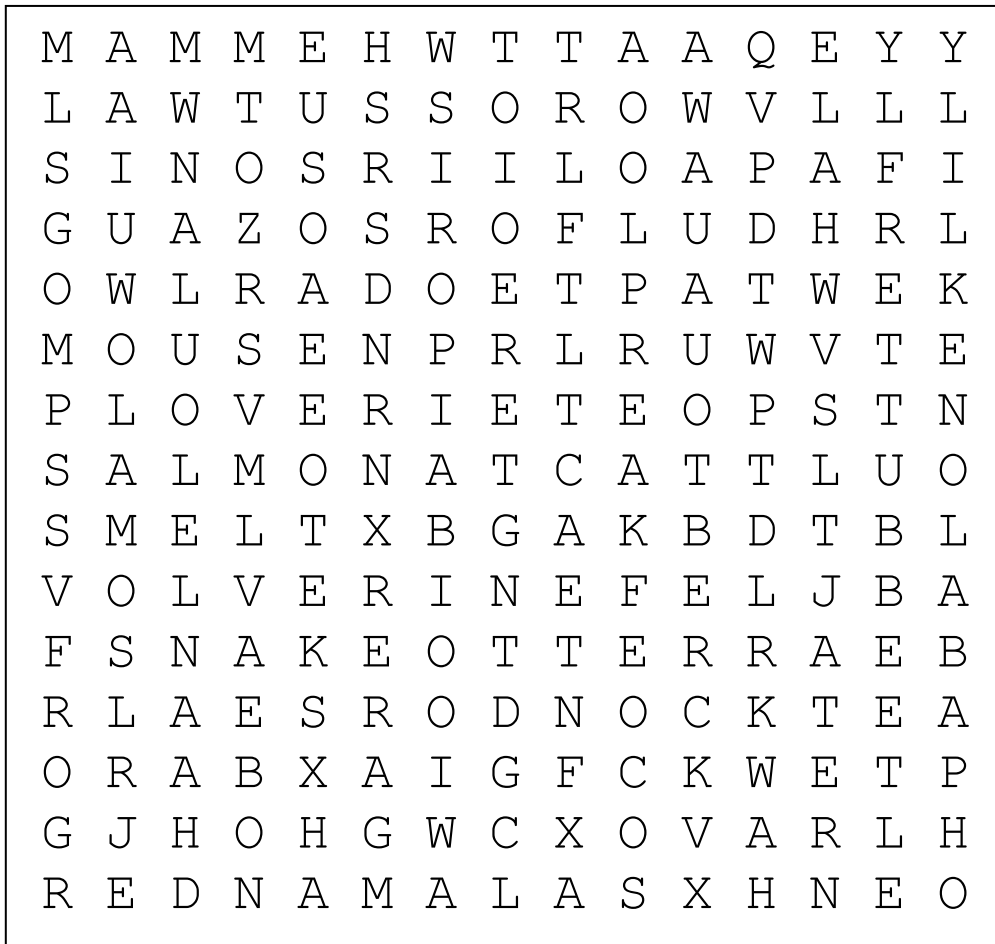 M A M M E H W T T A A Q E Y Y
L A W T U S S O R O W V L L L
S I N O S R I I L O A P A F I
G U A Z O S R O F L U D H R L
O W L R A D O E T P A T W E K
M O U S E N P R L R U W V T E
P L O V E R I E T E O P S T N
S A L M O N A T C A T T L U O
S M E L T X B G A K B D T B L
V O L V E R I N E F E L J B A
F S N A K E O T T E R R A E B
R L A E S R O D N O C K T E A
O R A B X A I G F C K W E T P
G J H O H G W C X O V A R L H
R E D N A M A L A S X H N E O